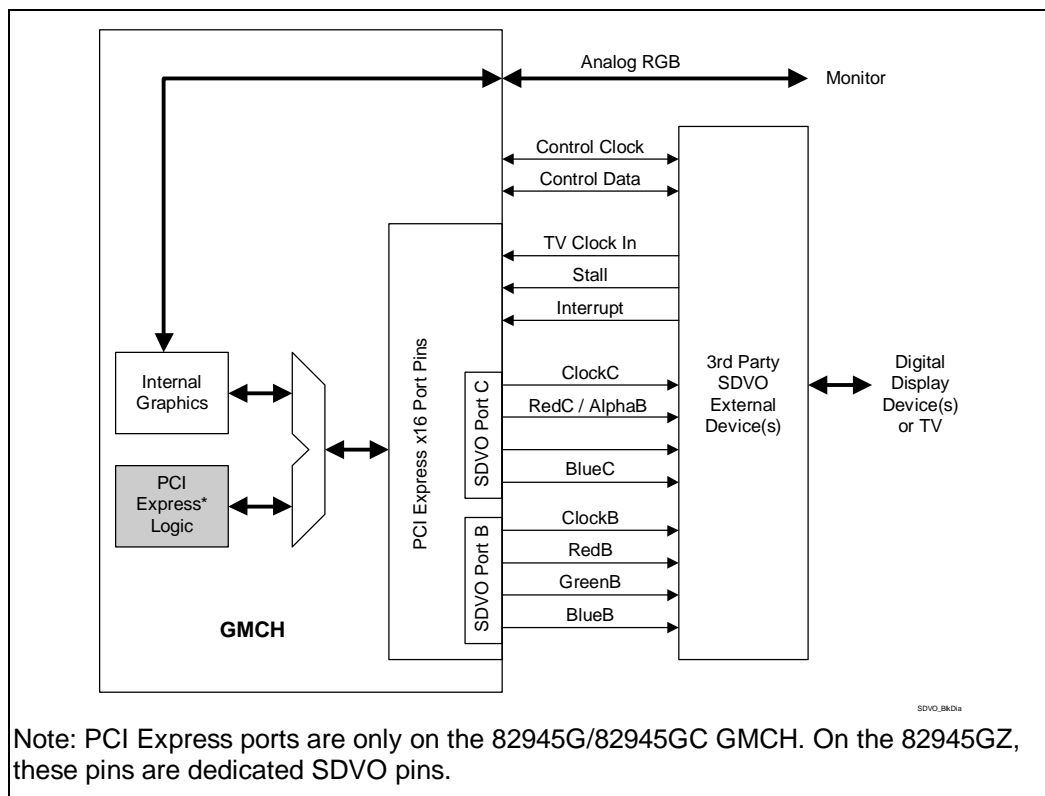 Analog RGB
Monitor
Control Clock
Control Data
TV Clock In
Stall
Interrupt
PCI Express x16 Port Pins
Internal
Graphics
PCI
Express*
Logic
GMCH
SDVO Port C
ClockC
RedC / AlphaB
BlueC
SDVO Port B
ClockB
RedB
GreenB
BlueB
3rd Party
SDVO
External
Device(s)
Digital
Display
Device(s)
or TV
SDVO_BlkDia
Note: PCI Express ports are only on the 82945G/82945GC GMCH. On the 82945GZ,
these pins are dedicated SDVO pins.